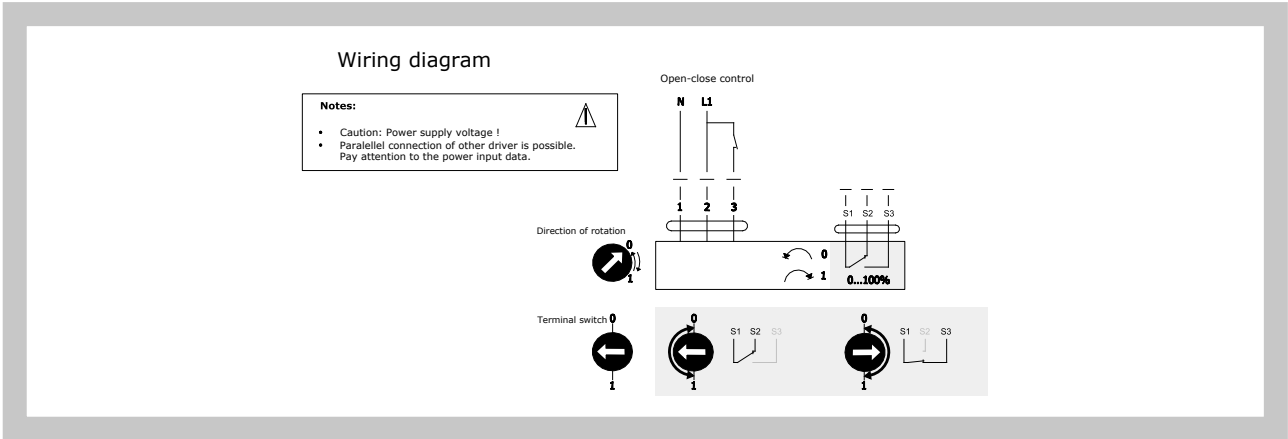 Wiring diagram
Open-close control
Notes:
• Caution: Power supply voltage !
• Paralellel connection of other driver is possible.
Pay attention to the power input data.
N L1
1 2 3
S1 S2 S3
Direction of rotation
0
1
0
1
0...100%
Terminal switch
0
1
0
1
S1 S2 S3
0
1
S1 S2 S3